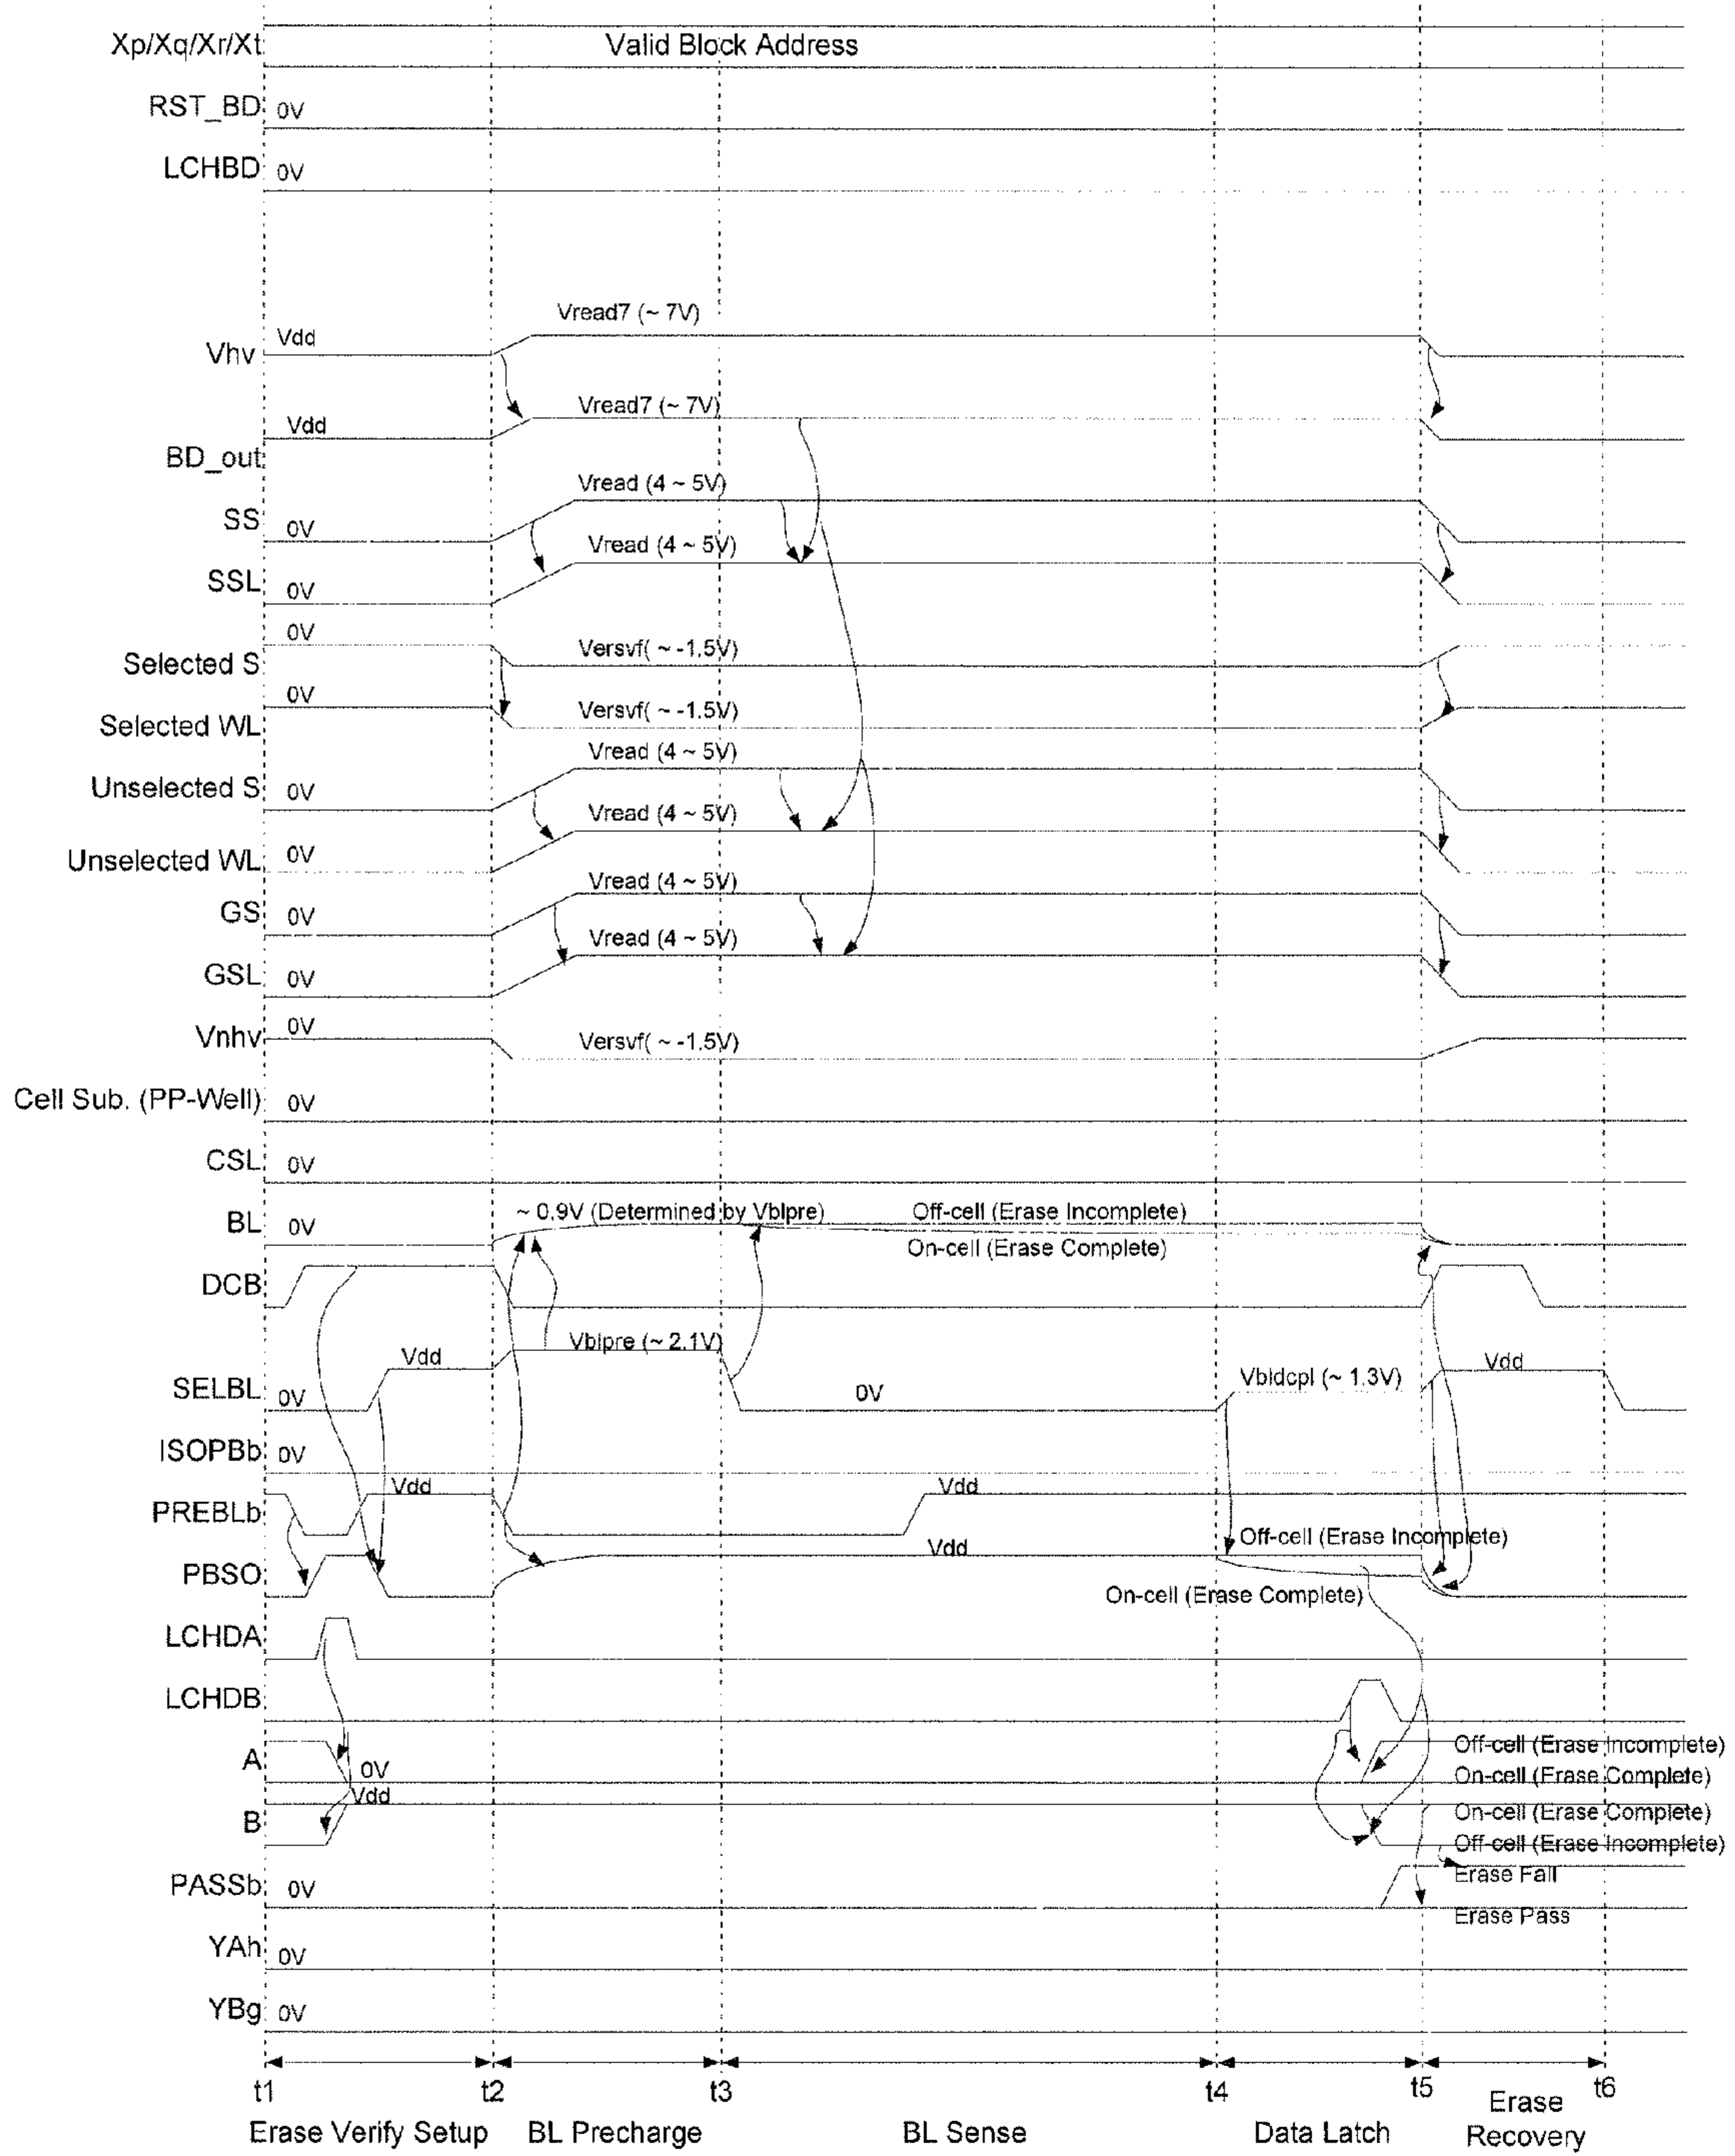 Xp/Xq/Xr/Xt Valid Block Address
RST_BD 0V
LCHBD 0V
Vread7 (~ 7V)
Vhv Vdd
Vread7 (~ 7V)
Vdd
BD_out
Vread (4 ~ 5V)
SS 0V
Vread (4 ~ 5V)
SSL 0V
0V
Selected S Versvf( ~ -1.5V)
0V
Selected WL Versvf( ~ -1.5V)
Vread (4 ~ 5V)
Unselected S 0V
Vread (4 ~ 5V)
Unselected WL 0V
Vread (4 ~ 5V)
GS 0V
Vread (4 ~ 5V)
GSL 0V
Vnhv 0V Versvf( ~ -1.5V)
Cell Sub. (PP-Well) 0V
CSL 0V
~ 0.9V (Determined by Vblpre) Off-cell (Erase Incomplete)
BL 0V
On-cell (Erase Complete)
DCB
Vblpre (~ 2.1V)
Vdd Vdd
SELBL 0V 0V Vbldcpl (~ 1.3V)
ISOPBb 0V
Vdd Vdd
PREBLb
Off-cell (Erase Incomplete)
Vdd
PBSO
On-cell (Erase Complete)
LCHDA
LCHDB
Off-cell (Erase Incomplete)
A 0V On-cell (Erase Complete)
Vdd
On-cell (Erase Complete)
B
Off-cell (Erase Incomplete)
Erase Fail
PASSb 0V
Erase Pass
YAh 0V
YBg 0V
t1 t2 t3 t4 t5 t6
Erase Verify Setup BL Precharge BL Sense Data Latch Erase
Recovery